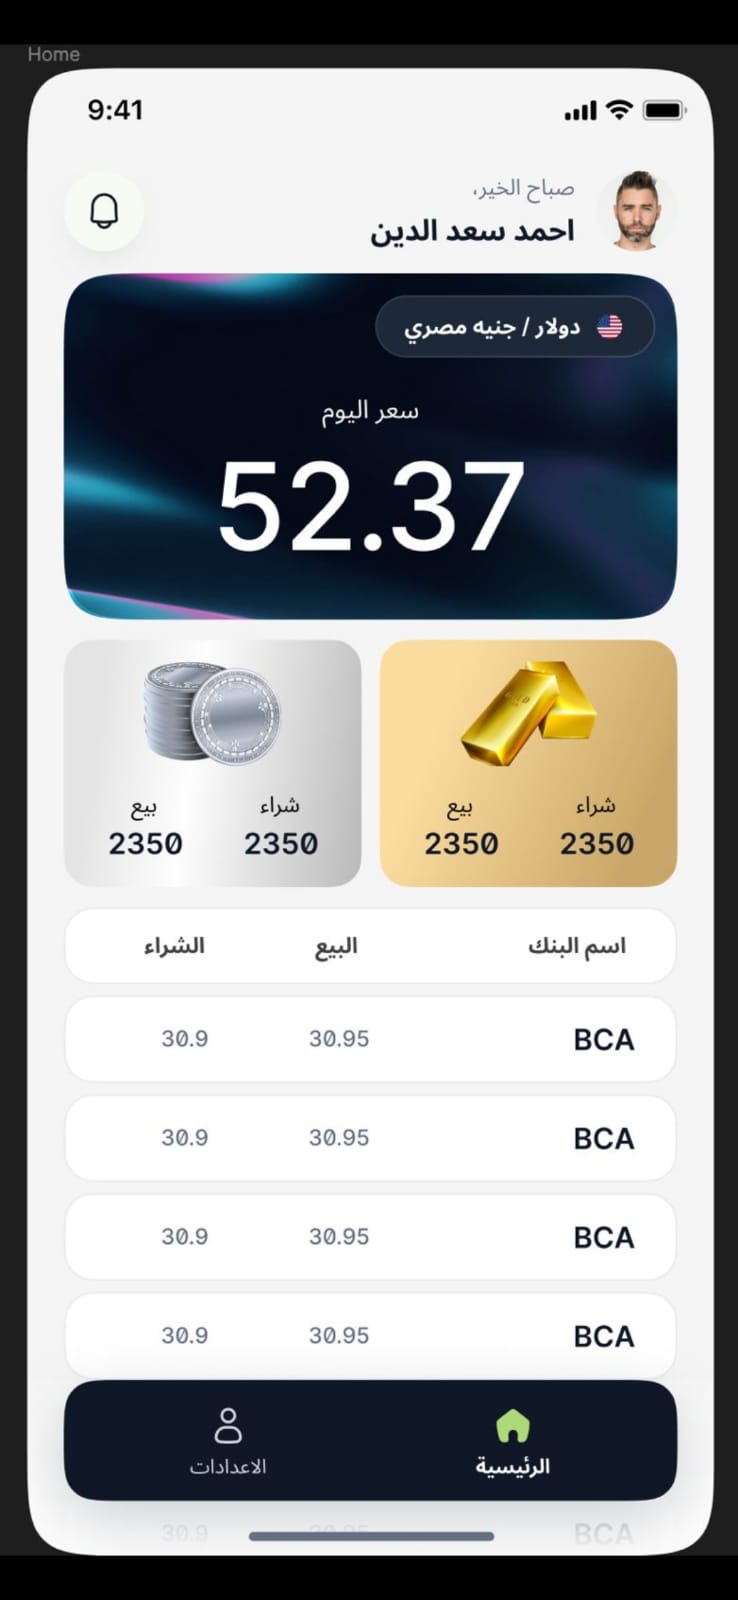 Home
9:41
صباح الخير،
احمد سعد الدين
دولار / جنيه مصري
سعر اليوم
52.37
شراء بيع
2350 2350
GOLD
شراء بيع
2350 2350
اسم البنك البيع الشراء
BCA 30.95 30.9
BCA 30.95 30.9
BCA 30.95 30.9
BCA 30.95 30.9
الرئيسية الاعدادات
BCA 30.95 30.9